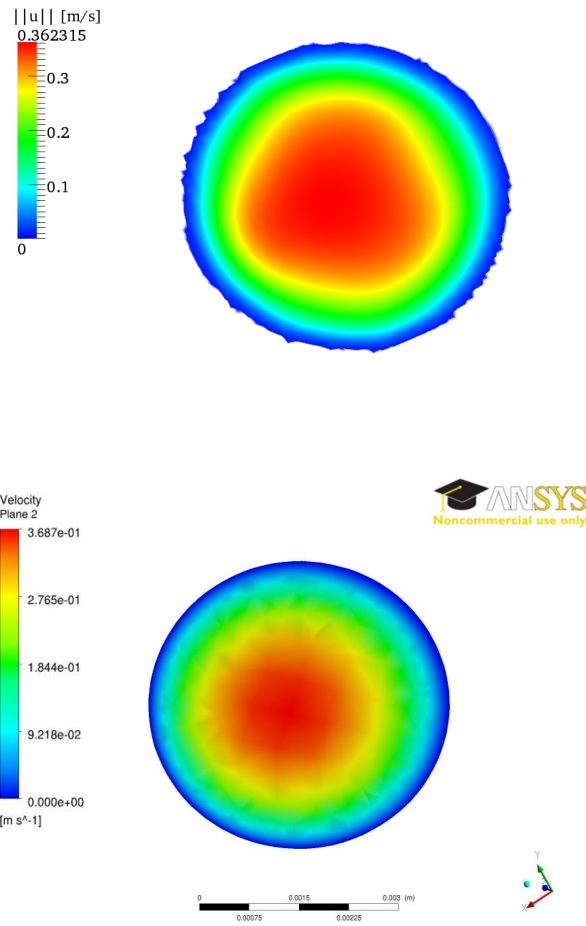 ||u|| [m/s]
0.362315
0.3
0.2
0.1
0
ANSYS
Noncommercial use only
Velocity
Plane 2
3.687e-01
2.765e-01
1.844e-01
9.218e-02
0.000e+00
[m s^-1]
0 0.0015 0.003 (m)
0.00075 0.00225
Y
X